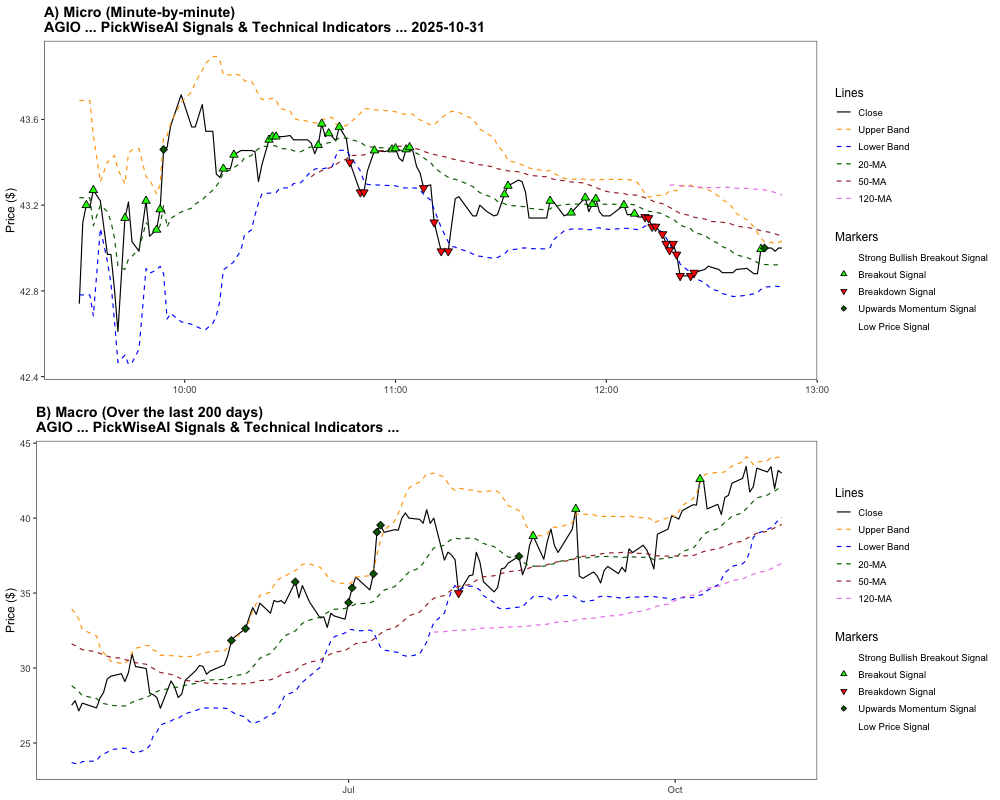 A) Micro (Minute-by-minute)
AGIO ... PickWiseAI Signals & Technical Indicators ... 2025-10-31
Price ($)
43.6
43.2
42.8
42.4
10:00
11:00
12:00
13:00
Lines
Close
Upper Band
Lower Band
20-MA
50-MA
120-MA
Markers
Strong Bullish Breakout Signal
Breakout Signal
Breakdown Signal
Upwards Momentum Signal
Low Price Signal
B) Macro (Over the last 200 days)
AGIO ... PickWiseAI Signals & Technical Indicators ...
Price ($)
45
40
35
30
25
Jul
Oct
Lines
Close
Upper Band
Lower Band
20-MA
50-MA
120-MA
Markers
Strong Bullish Breakout Signal
Breakout Signal
Breakdown Signal
Upwards Momentum Signal
Low Price Signal